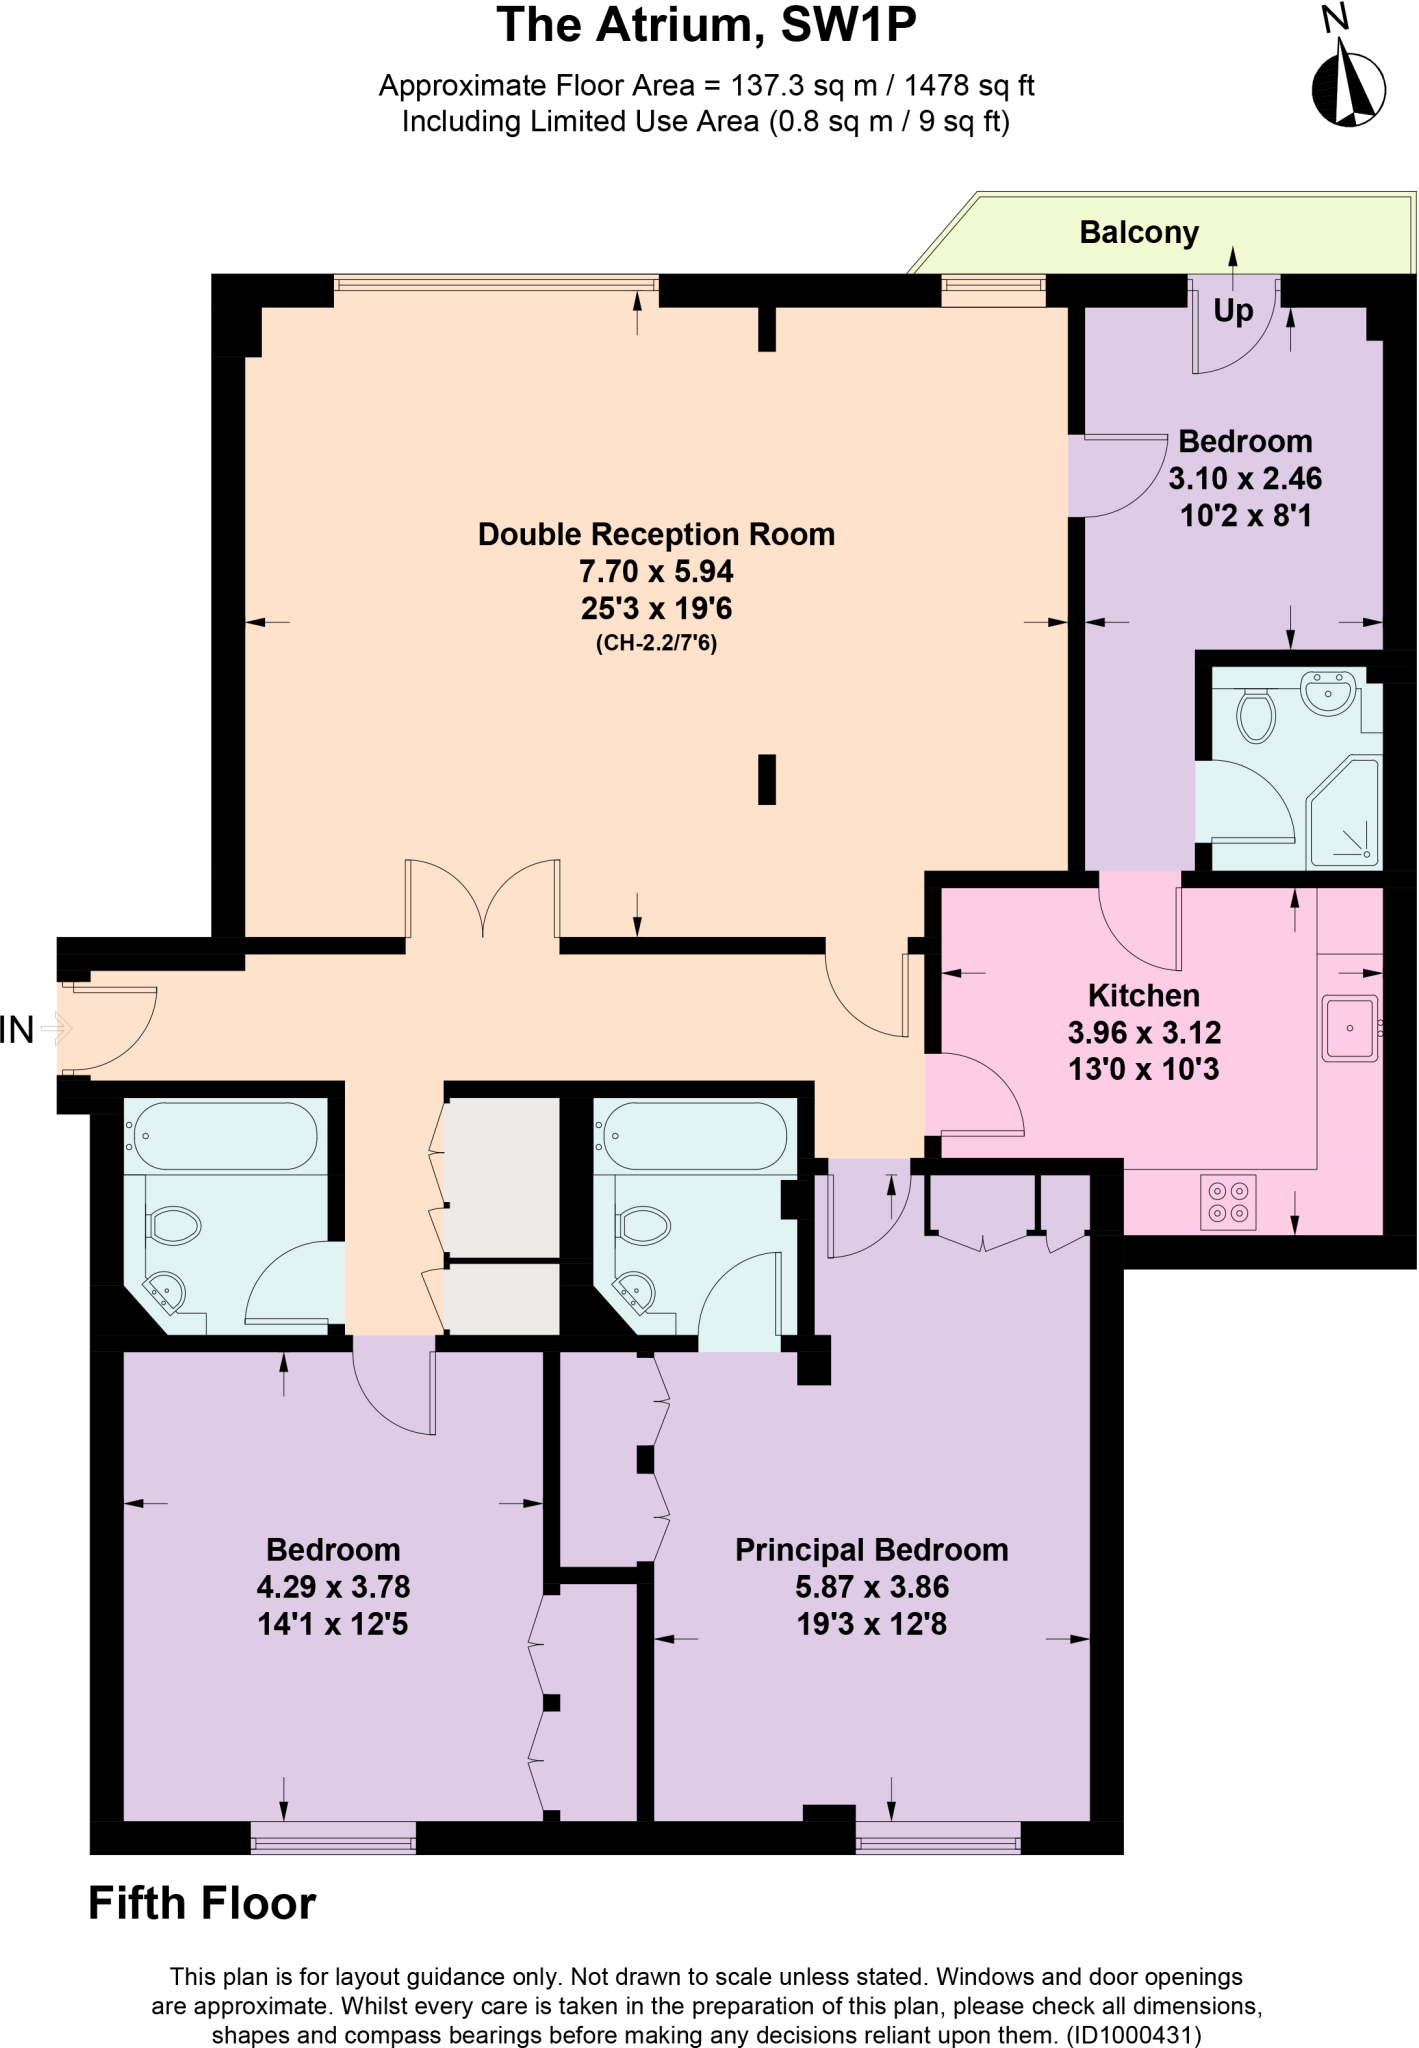 The Atrium, SW1P
N
Approximate Floor Area = 137.3 sq m / 1478 sq ft
Including Limited Use Area (0.8 sq m / 9 sq ft)
Balcony
Up
Bedroom
3.10 x 2.46
10'2 x 8'1
Double Reception Room
7.70 x 5.94
25'3 x 19'6
(CH-2.2/7'6)
IN
Kitchen
3.96 x 3.12
13'0 x 10'3
Bedroom
4.29 x 3.78
14'1 x 12'5
Principal Bedroom
5.87 x 3.86
19'3 x 12'8
Fifth Floor
This plan is for layout guidance only. Not drawn to scale unless stated. Windows and door openings
are approximate. Whilst every care is taken in the preparation of this plan, please check all dimensions,
shapes and compass bearings before making any decisions reliant upon them. (ID1000431)